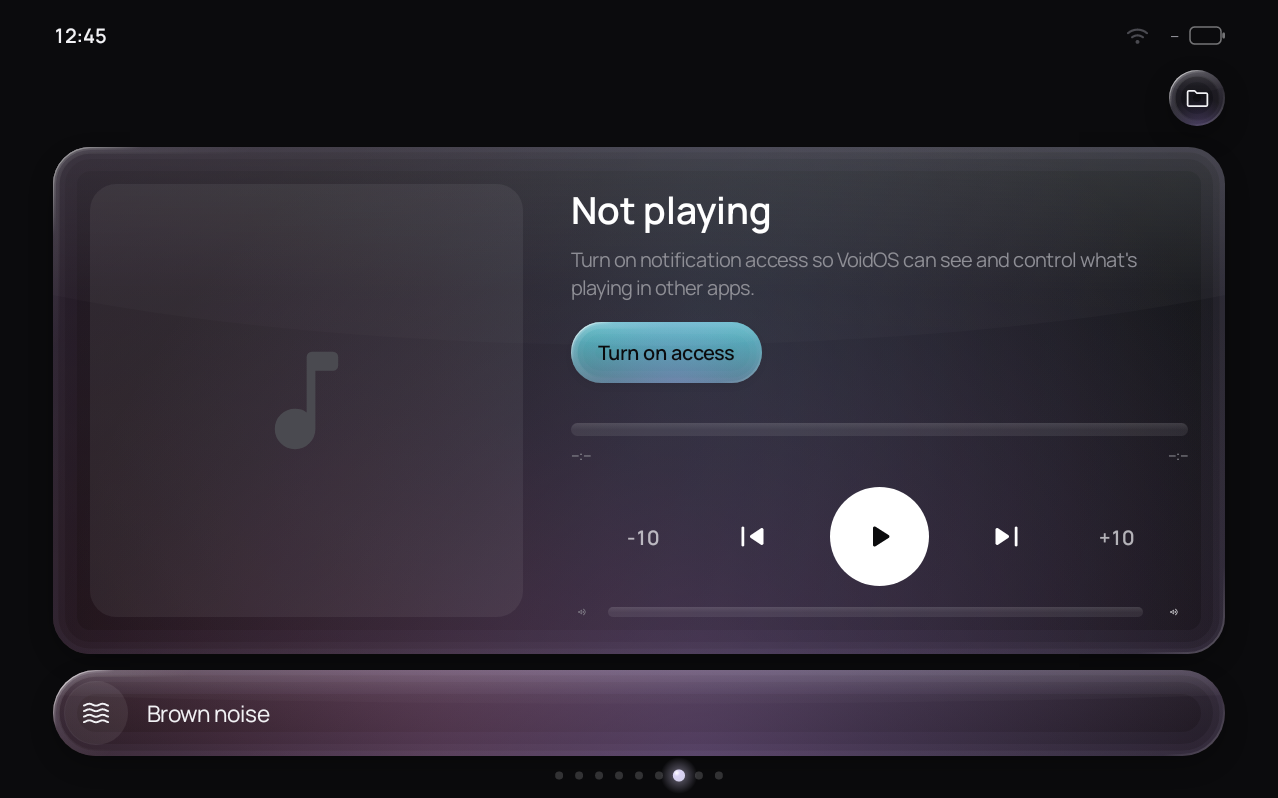 12:45
–
Not playing
Turn on notification access so VoidOS can see and control what's
playing in other apps.
Turn on access
–:–
–:–
-10
+10
Brown noise